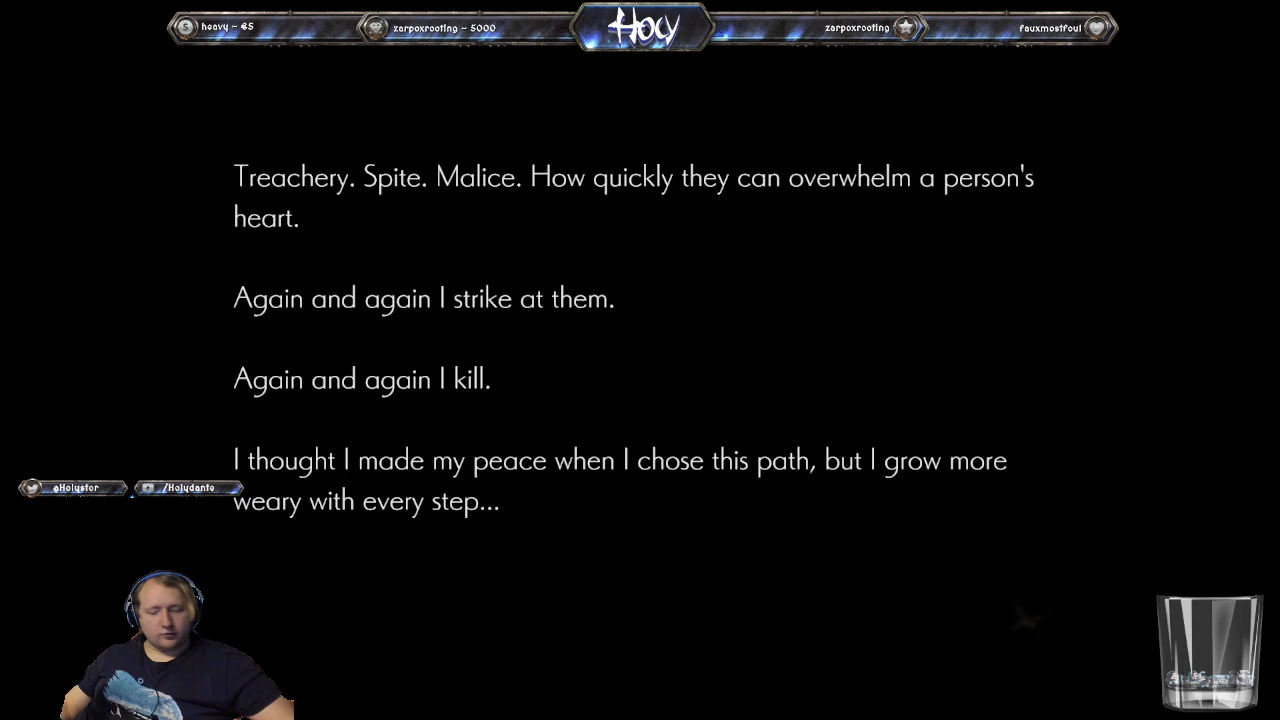 heavy - €5
zarpoxrooting - 5000
Holy
zarpoxrooting
fauxmostfoul
Treachery. Spite. Malice. How quickly they can overwhelm a person's
heart.
Again and again I strike at them.
Again and again I kill.
I thought I made my peace when I chose this path, but I grow more
weary with every step...
@Holystor
/Holydante